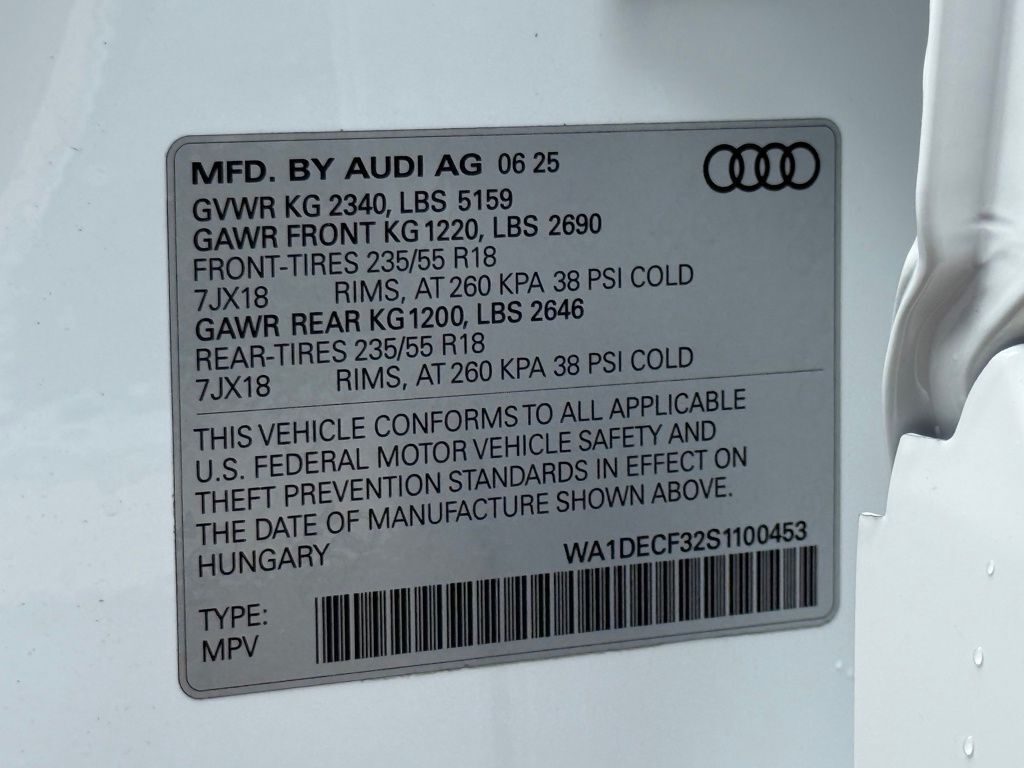 MFD. BY AUDI AG 06 25
GVWR KG 2340, LBS 5159
GAWR FRONT KG 1220, LBS 2690
FRONT-TIRES 235/55 R18
7JX18 RIMS, AT 260 KPA 38 PSI COLD
GAWR REAR KG 1200, LBS 2646
REAR-TIRES 235/55 R18
7JX18 RIMS, AT 260 KPA 38 PSI COLD
THIS VEHICLE CONFORMS TO ALL APPLICABLE
U.S. FEDERAL MOTOR VEHICLE SAFETY AND
THEFT PREVENTION STANDARDS IN EFFECT ON
THE DATE OF MANUFACTURE SHOWN ABOVE.
HUNGARY WA1DECF32S1100453
TYPE:
MPV